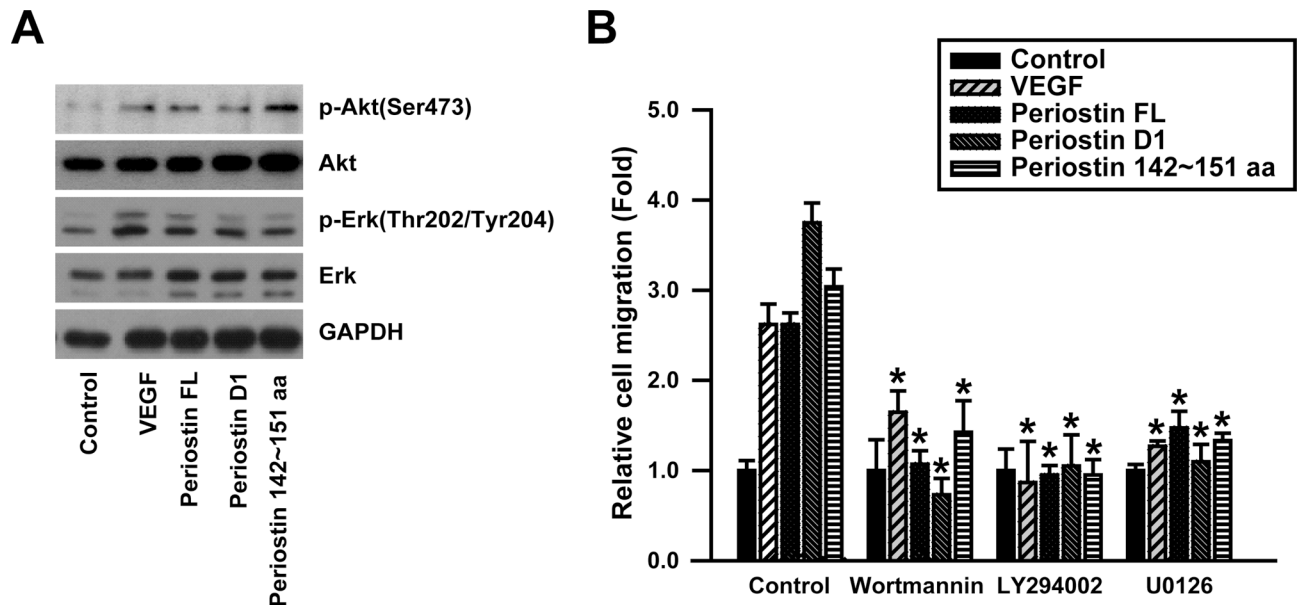 A
p-Akt(Ser473)
Akt
p-Erk(Thr202/Tyr204)
Erk
GAPDH
Control
VEGF
Periostin FL
Periostin D1
Periostin 142~151 aa
B
Control
VEGF
Periostin FL
Periostin D1
Periostin 142~151 aa
Relative cell migration (Fold)
5.0
4.0
3.0
2.0
1.0
0.0
* * * *
* * * *
* * * *
Control Wortmannin LY294002 U0126